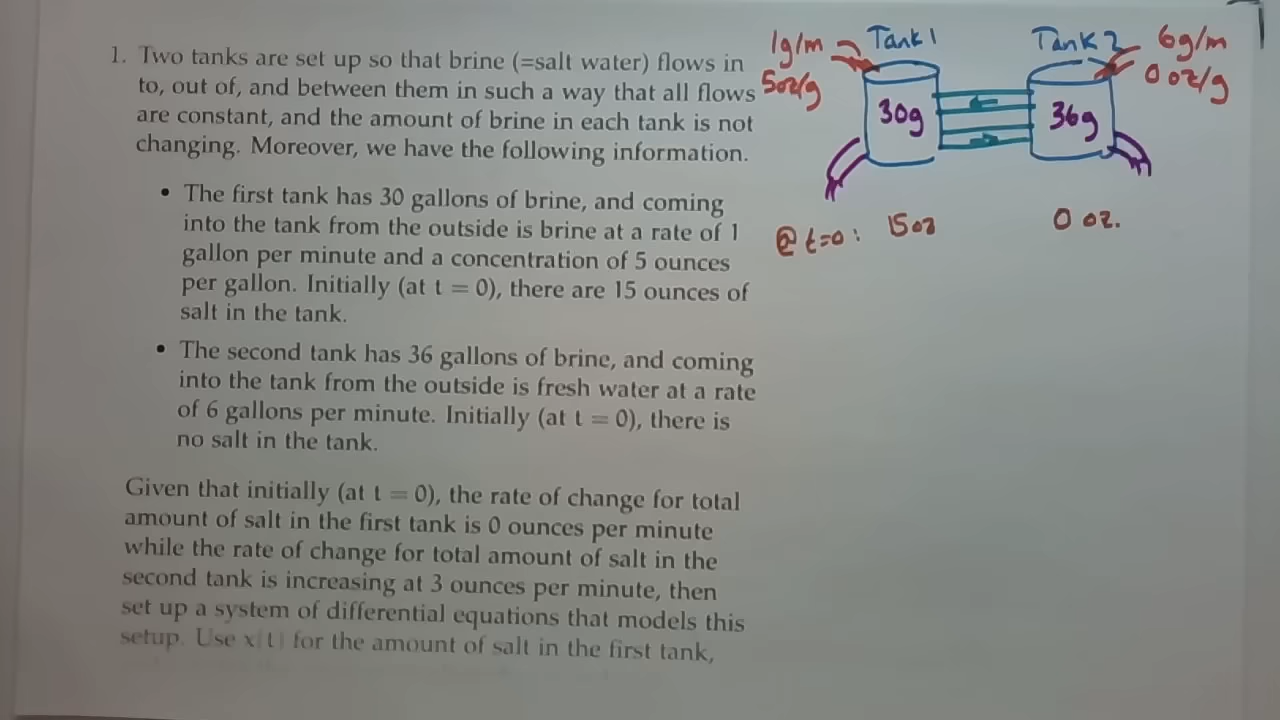 1. Two tanks are set up so that brine (=salt water) flows in
to, out of, and between them in such a way that all flows
are constant, and the amount of brine in each tank is not
changing. Moreover, we have the following information.
• The first tank has 30 gallons of brine, and coming
into the tank from the outside is brine at a rate of 1
gallon per minute and a concentration of 5 ounces
per gallon. Initially (at t = 0), there are 15 ounces of
salt in the tank.
• The second tank has 36 gallons of brine, and coming
into the tank from the outside is fresh water at a rate
of 6 gallons per minute. Initially (at t = 0), there is
no salt in the tank.
Given that initially (at t = 0), the rate of change for total
amount of salt in the first tank is 0 ounces per minute
while the rate of change for total amount of salt in the
second tank is increasing at 3 ounces per minute, then
set up a system of differential equations that models this
setup. Use x(t) for the amount of salt in the first tank,
1g/m
5oz/g
Tank 1
30g
Tank 2
36g
6g/m
0 oz/g
@ t=0: 15oz 0 oz.